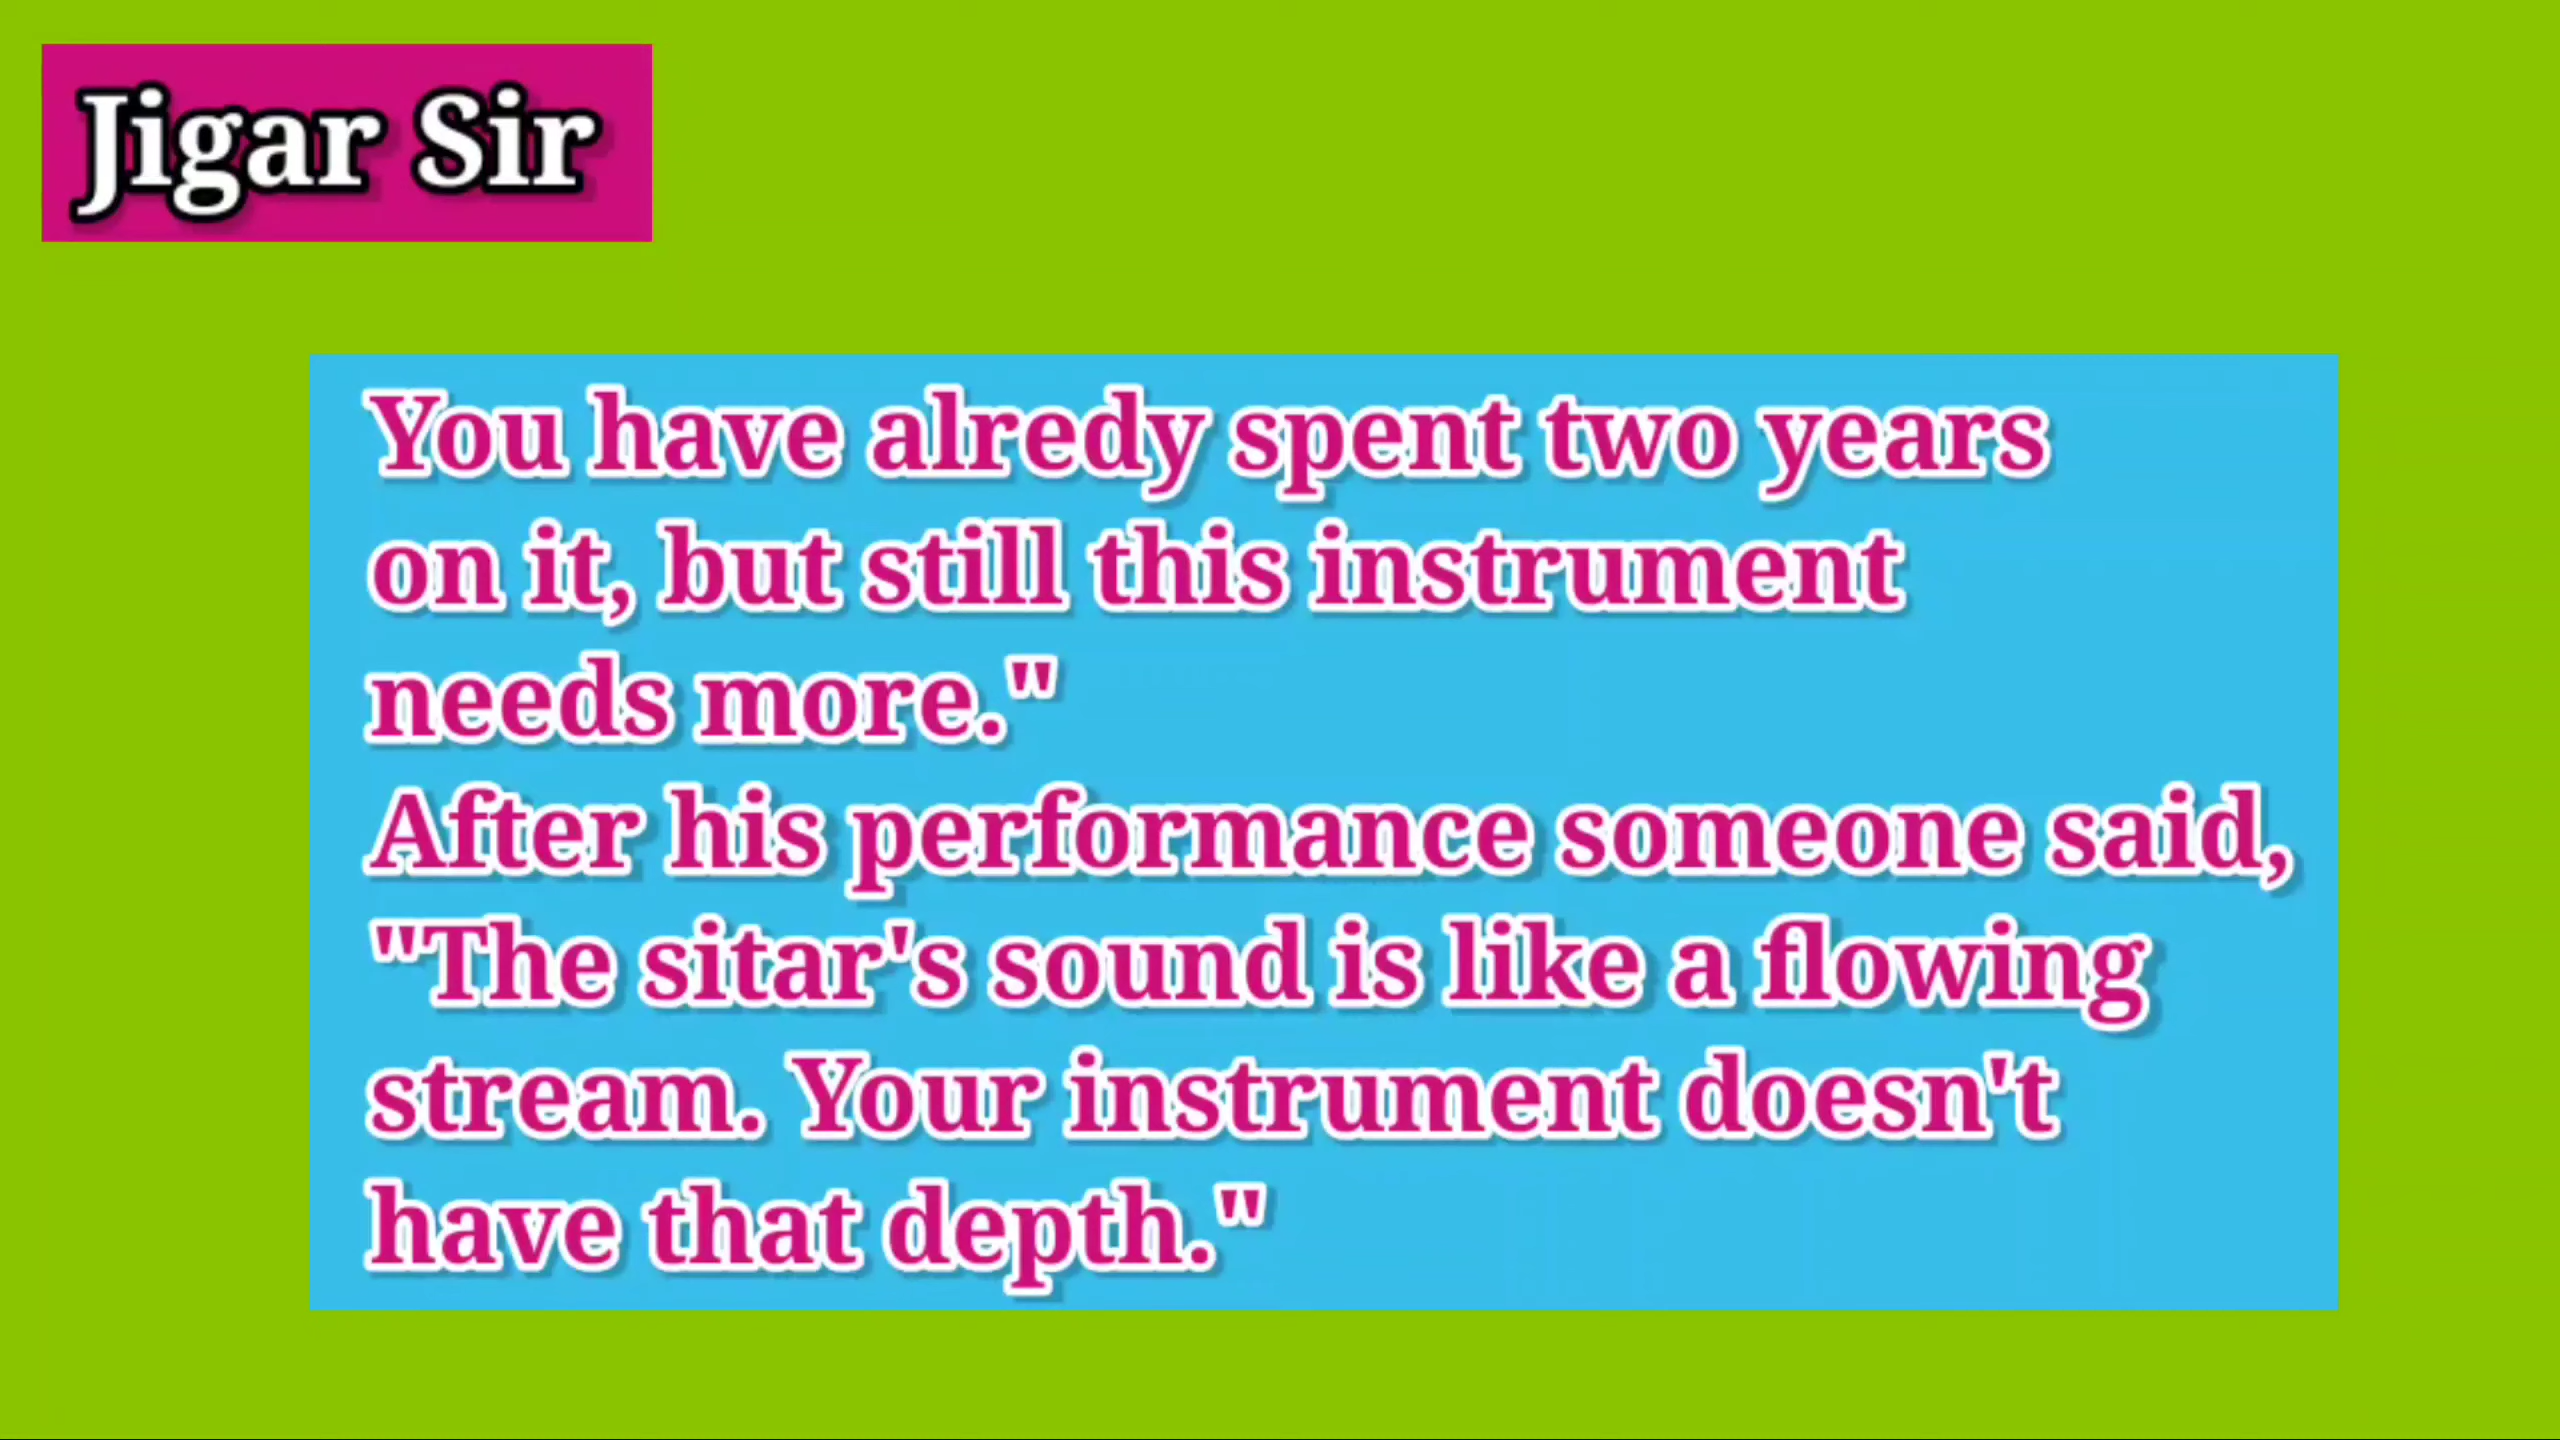 Jigar Sir
You have alredy spent two years
on it, but still this instrument
needs more."
After his performance someone said,
"The sitar's sound is like a flowing
stream. Your instrument doesn't
have that depth."